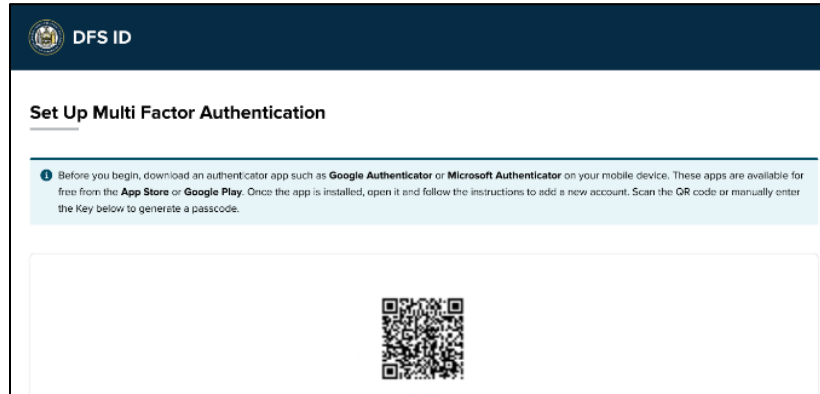 DFS ID
Set Up Multi Factor Authentication
Before you begin, download an authenticator app such as Google Authenticator or Microsoft Authenticator on your mobile device. These apps are available for
free from the App Store or Google Play. Once the app is installed, open it and follow the instructions to add a new account. Scan the QR code or manually enter
the Key below to generate a passcode.